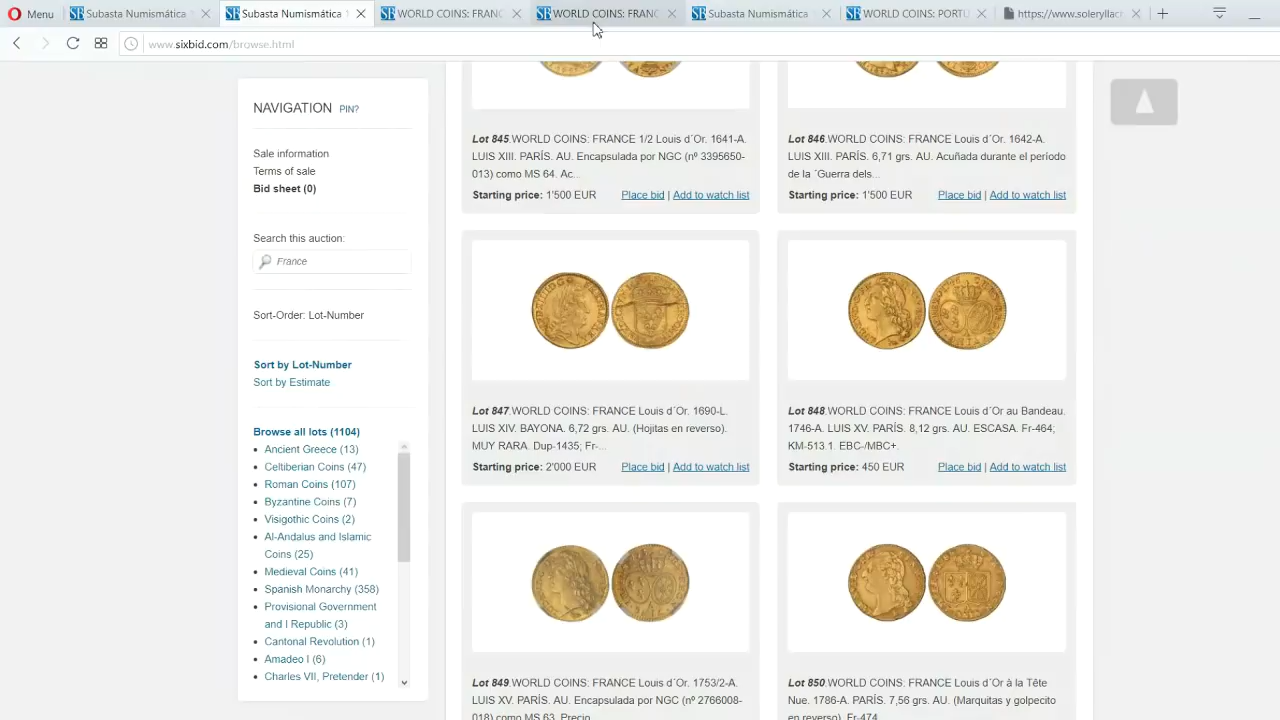 Menu
Subasta Numismática
Subasta Numismática
WORLD COINS: FRANC
WORLD COINS: FRANC
Subasta Numismática
WORLD COINS: PORTU
https://www.soleryllac
www.sixbid.com/browse.html
NAVIGATION PIN?
Sale information
Terms of sale
Bid sheet (0)
Search this auction:
France
Sort-Order: Lot-Number
Sort by Lot-Number
Sort by Estimate
Browse all lots (1104)
Ancient Greece (13)
Celtiberian Coins (47)
Roman Coins (107)
Byzantine Coins (7)
Visigothic Coins (2)
Al-Andalus and Islamic
Coins (25)
Medieval Coins (41)
Spanish Monarchy (358)
Provisional Government
and I Republic (3)
Cantonal Revolution (1)
Amadeo I (6)
Charles VII, Pretender (1)
Lot 845.WORLD COINS: FRANCE 1/2 Louis d´Or. 1641-A.
LUIS XIII. PARÍS. AU. Encapsulada por NGC (nº 3395650-
013) como MS 64. Ac...
Starting price: 1'500 EUR Place bid | Add to watch list
Lot 846.WORLD COINS: FRANCE Louis d´Or. 1642-A.
LUIS XIII. PARÍS. 6,71 grs. AU. Acuñada durante el período
de la ´Guerra dels...
Starting price: 1'500 EUR Place bid | Add to watch list
Lot 847.WORLD COINS: FRANCE Louis d´Or. 1690-L.
LUIS XIV. BAYONA. 6,72 grs. AU. (Hojitas en reverso).
MUY RARA. Dup-1435; Fr-...
Starting price: 2'000 EUR Place bid | Add to watch list
Lot 848.WORLD COINS: FRANCE Louis d´Or au Bandeau.
1746-A. LUIS XV. PARÍS. 8,12 grs. AU. ESCASA. Fr-464;
KM-513.1. EBC-/MBC+.
Starting price: 450 EUR Place bid | Add to watch list
Lot 849.WORLD COINS: FRANCE Louis d´Or. 1753/2-A.
LUIS XV. PARÍS. AU. Encapsulada por NGC (nº 2766008-
018) como MS 63. Precio
Lot 850.WORLD COINS: FRANCE Louis d´Or à la Tête
Nue. 1786-A. PARÍS. 7,56 grs. AU. (Marquitas y golpecito
en reverso). Fr-474